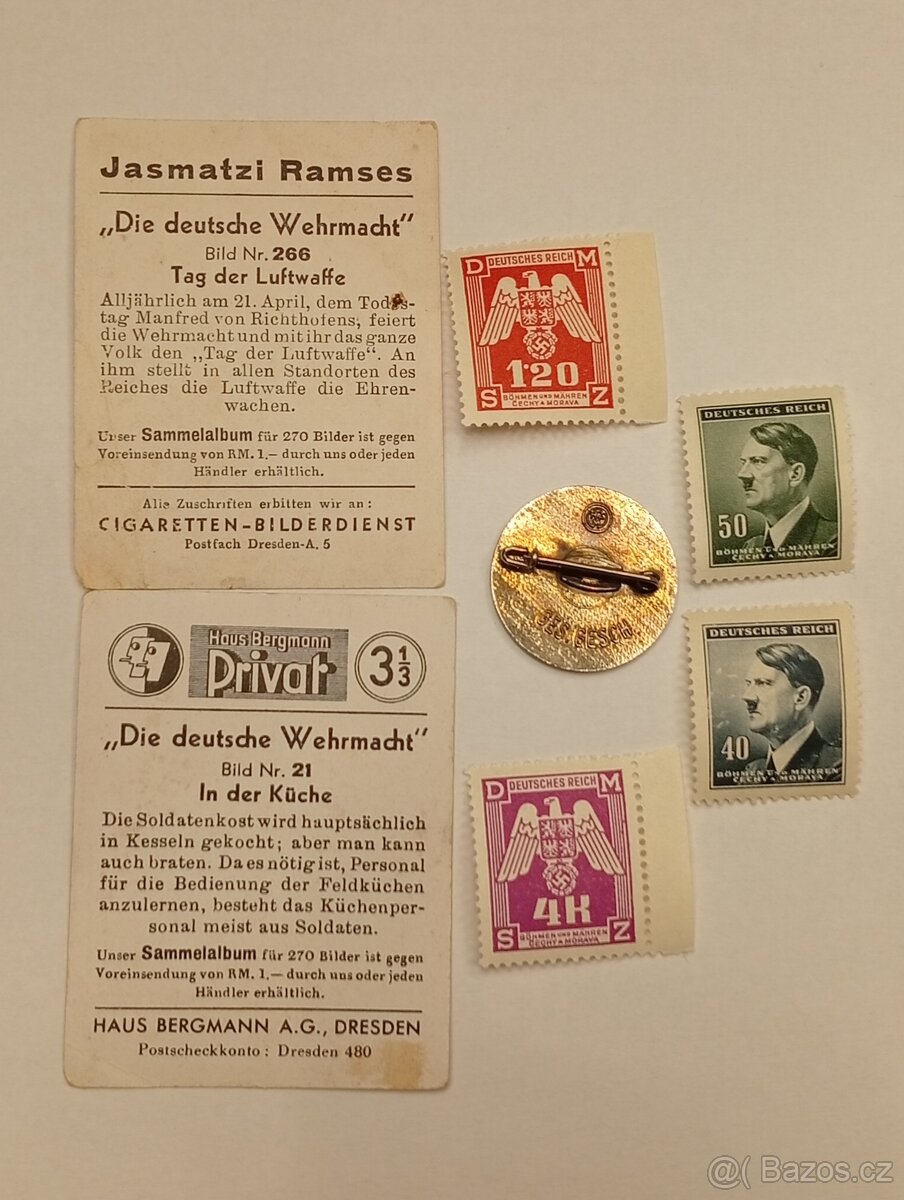 Jasmatzi Ramses
„Die deutsche Wehrmacht"
Bild Nr. 266
Tag der Luftwaffe
Alljährlich am 21. April, dem Todes-
tag Manfred von Richthofens, feiert
die Wehrmacht und mit ihr das ganze
Volk den „Tag der Luftwaffe“. An
ihm stellt in allen Standorten des
Reiches die Luftwaffe die Ehren-
wachen.
Unser Sammelalbum für 270 Bilder ist gegen
Voreinsendung von RM. 1.– durch uns oder jeden
Händler erhältlich.
Alle Zuschriften erbitten wir an:
CIGARETTEN-BILDERDIENST
Postfach Dresden-A. 5
Haus Bergmann
Privat
3 1/3
„Die deutsche Wehrmacht"
Bild Nr. 21
In der Küche
Die Soldatenkost wird hauptsächlich
in Kesseln gekocht; aber man kann
auch braten. Da es nötig ist, Personal
für die Bedienung der Feldküchen
anzulernen, besteht das Küchenper-
sonal meist aus Soldaten.
Unser Sammelalbum für 270 Bilder ist gegen
Voreinsendung von RM. 1.— durch uns oder jeden
Händler erhältlich.
HAUS BERGMANN A.G., DRESDEN
Postscheckkonto: Dresden 480
D DEUTSCHES REICH M
1·20
S BÖHMEN UND MÄHREN Z
ČECHY A MORAVA
DEUTSCHES REICH
50
BÖHMEN UND MÄHREN
ČECHY A MORAVA
GES. GESCH.
DEUTSCHES REICH
40
BÖHMEN UND MÄHREN
ČECHY A MORAVA
D DEUTSCHES REICH M
4K
S BÖHMEN UND MÄHREN Z
ČECHY A MORAVA
@( Bazos.cz